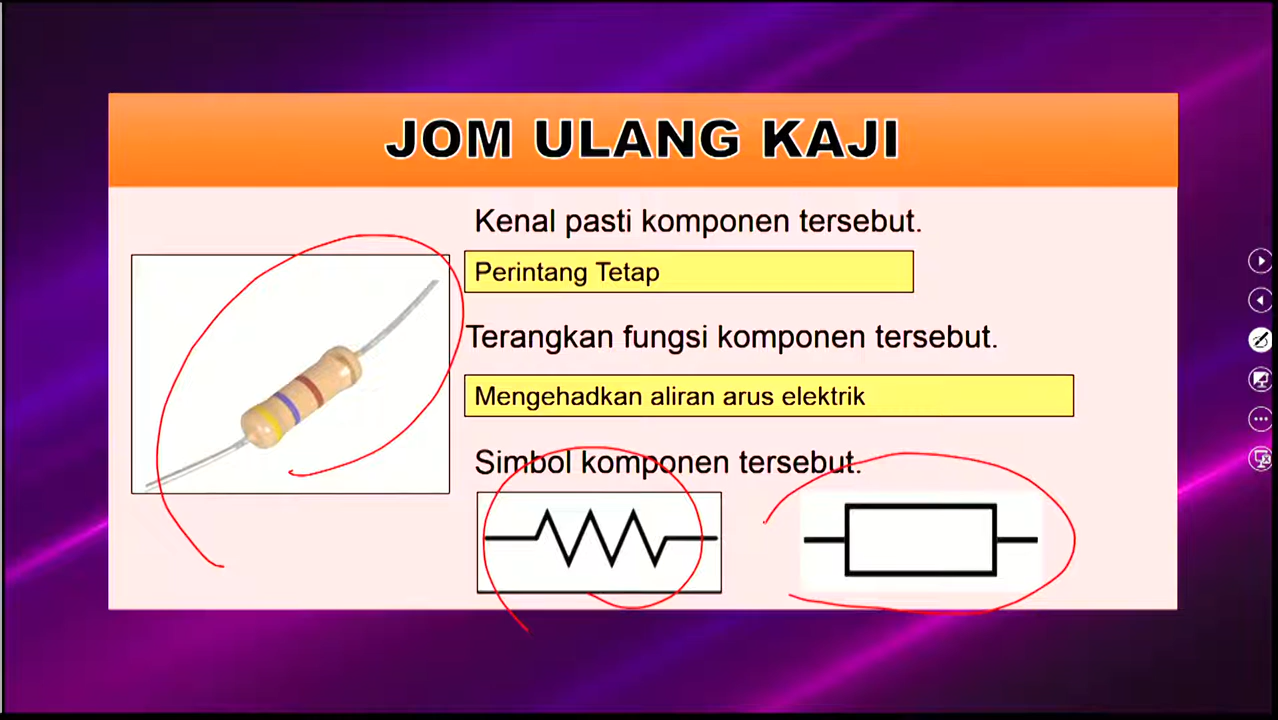 JOM ULANG KAJI
Kenal pasti komponen tersebut.
Perintang Tetap
Terangkan fungsi komponen tersebut.
Mengehadkan aliran arus elektrik
Simbol komponen tersebut.